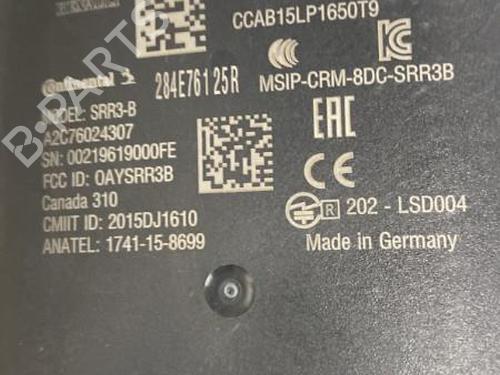 CCAB15LP1650T9
Continental
284E76125R
MSIP-CRM-8DC-SRR3B
MODEL: SRR3-B
A2C76024307
SN: 00219619000FE
FCC ID: OAYSRR3B
Canada 310
CMIIT ID: 2015DJ1610
ANATEL: 1741-15-8699
EAC
CE
R 202 - LSD004
Made in Germany
B-PARTS